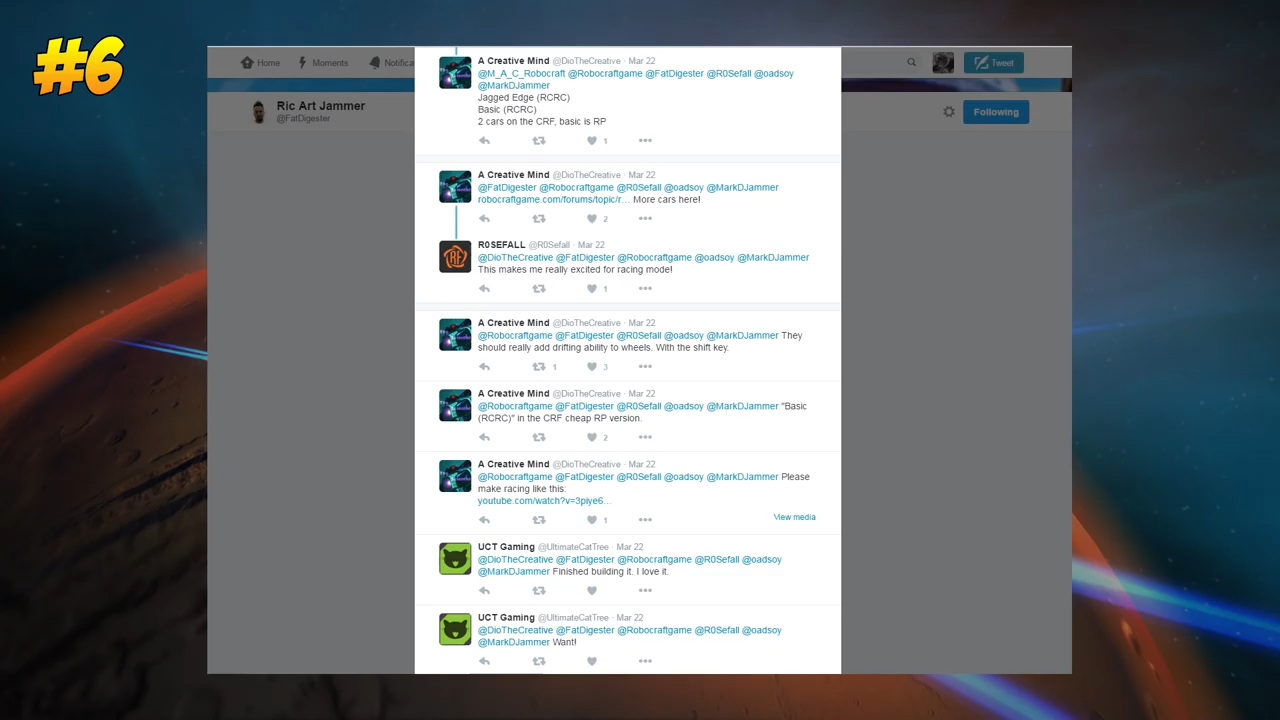 #6
Home
Moments
Notifica
Tweet
Ric Art Jammer
@FatDigester
Following
A Creative Mind @DioTheCreative · Mar 22
@M_A_C_Robocraft @Robocraftgame @FatDigester @R0Sefall @oadsoy
@MarkDJammer
Jagged Edge (RCRC)
Basic (RCRC)
2 cars on the CRF, basic is RP
1
A Creative Mind @DioTheCreative · Mar 22
@FatDigester @Robocraftgame @R0Sefall @oadsoy @MarkDJammer
robocraftgame.com/forums/topic/r... More cars here!
2
R0SEFALL @R0Sefall · Mar 22
@DioTheCreative @FatDigester @Robocraftgame @oadsoy @MarkDJammer
This makes me really excited for racing mode!
1
A Creative Mind @DioTheCreative · Mar 22
@Robocraftgame @FatDigester @R0Sefall @oadsoy @MarkDJammer They
should really add drifting ability to wheels. With the shift key.
1 3
A Creative Mind @DioTheCreative · Mar 22
@Robocraftgame @FatDigester @R0Sefall @oadsoy @MarkDJammer "Basic
(RCRC)" in the CRF cheap RP version.
2
A Creative Mind @DioTheCreative · Mar 22
@Robocraftgame @FatDigester @R0Sefall @oadsoy @MarkDJammer Please
make racing like this:
youtube.com/watch?v=3piye6...
1
View media
UCT Gaming @UltimateCatTree · Mar 22
@DioTheCreative @FatDigester @Robocraftgame @R0Sefall @oadsoy
@MarkDJammer Finished building it. I love it.
UCT Gaming @UltimateCatTree · Mar 22
@DioTheCreative @FatDigester @Robocraftgame @R0Sefall @oadsoy
@MarkDJammer Want!